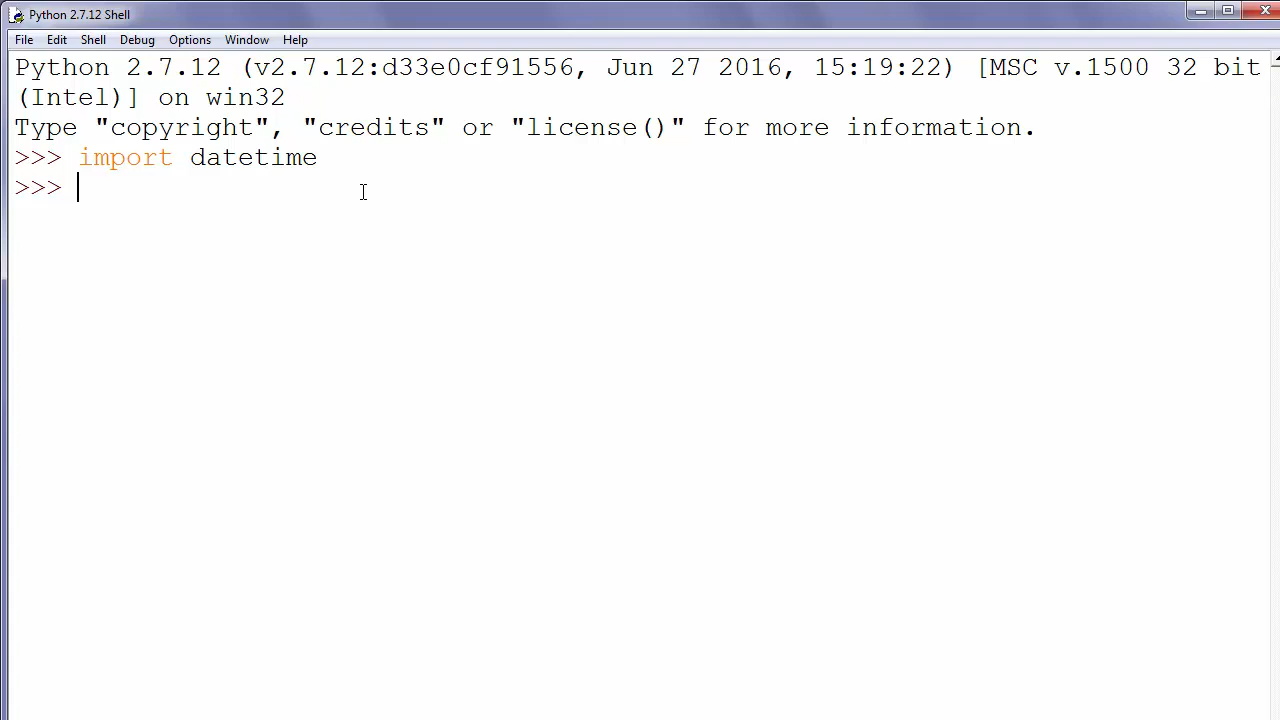 Python 2.7.12 Shell
File Edit Shell Debug Options Window Help
Python 2.7.12 (v2.7.12:d33e0cf91556, Jun 27 2016, 15:19:22) [MSC v.1500 32 bit
(Intel)] on win32
Type "copyright", "credits" or "license()" for more information.
>>> import datetime
>>>